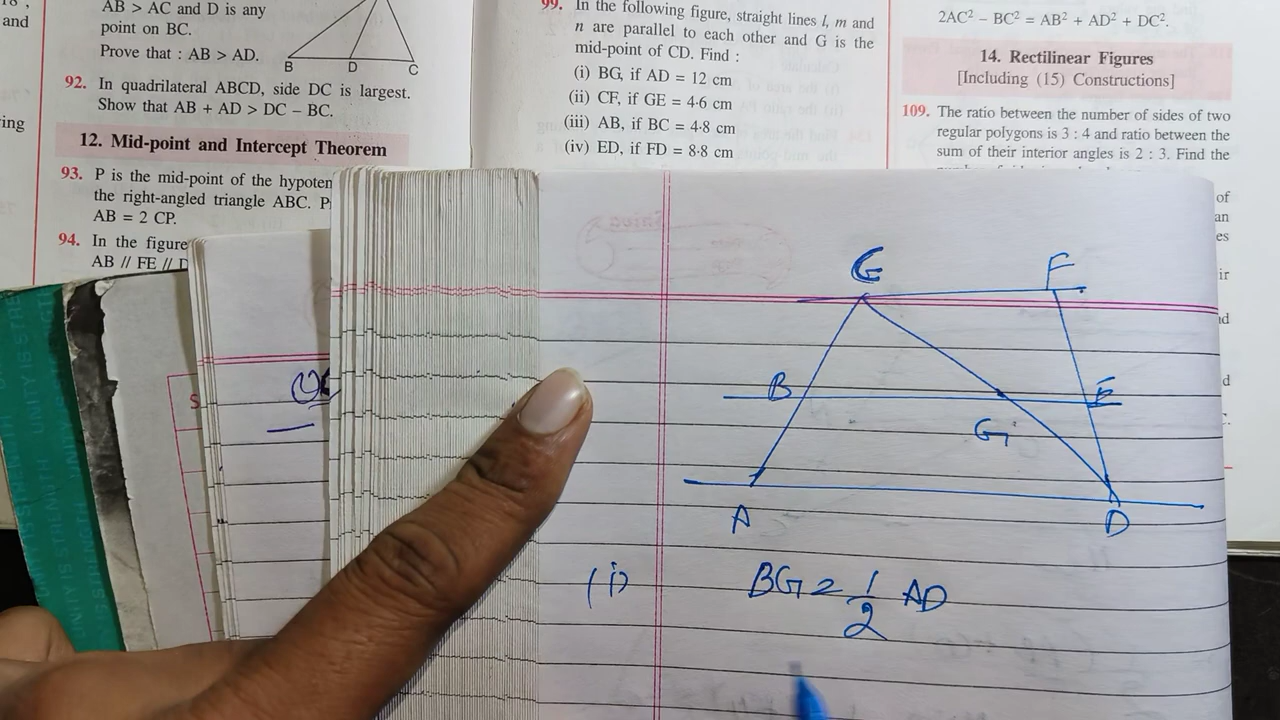 and
ing
AB > AC and D is any
point on BC.
Prove that : AB > AD.
B D C
92. In quadrilateral ABCD, side DC is largest.
Show that AB + AD > DC – BC.
12. Mid-point and Intercept Theorem
93. P is the mid-point of the
the right-angled triangle ABC.
AB = 2 CP.
94. In the figure
AB // FE //
99. In the following figure, straight lines l, m and
n are parallel to each other and G is the
mid-point of CD. Find :
(i) BG, if AD = 12 cm
(ii) CF, if GE = 4·6 cm
(iii) AB, if BC = 4·8 cm
(iv) ED, if FD = 8·8 cm
2AC² – BC² = AB² + AD² + DC².
14. Rectilinear Figures
[Including (15) Constructions]
109. The ratio between the number of sides of two
regular polygons is 3 : 4 and ratio between the
sum of their interior angles is 2 : 3. Find the
of
an
es
F
B
E
G
A
D
(i) BG = 1/2 AD